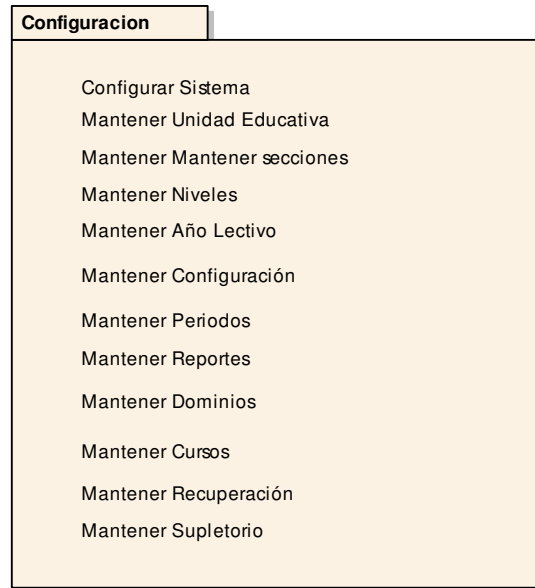 Configuracion
Configurar Sistema
Mantener Unidad Educativa
Mantener Mantener secciones
Mantener Niveles
Mantener Año Lectivo
Mantener Configuración
Mantener Periodos
Mantener Reportes
Mantener Dominios
Mantener Cursos
Mantener Recuperación
Mantener Supletorio